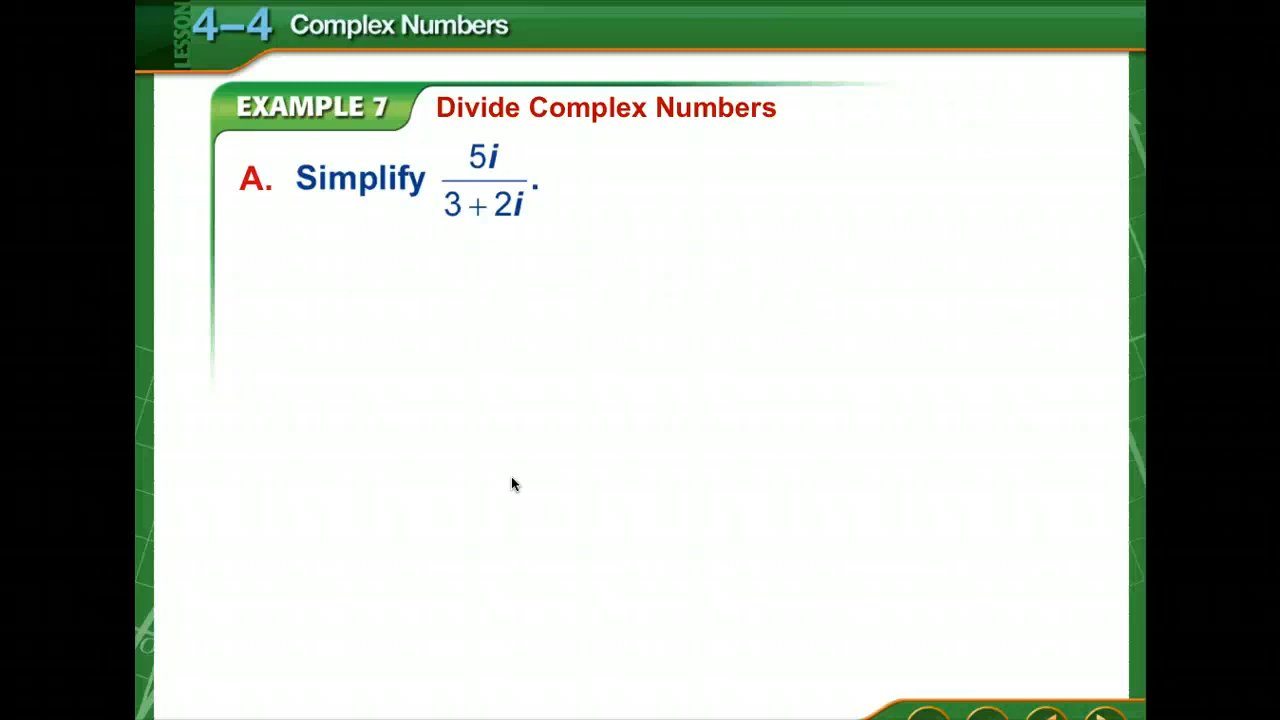 LESSON 4–4 Complex Numbers
EXAMPLE 7 Divide Complex Numbers
A. Simplify 5i / 3 + 2i .